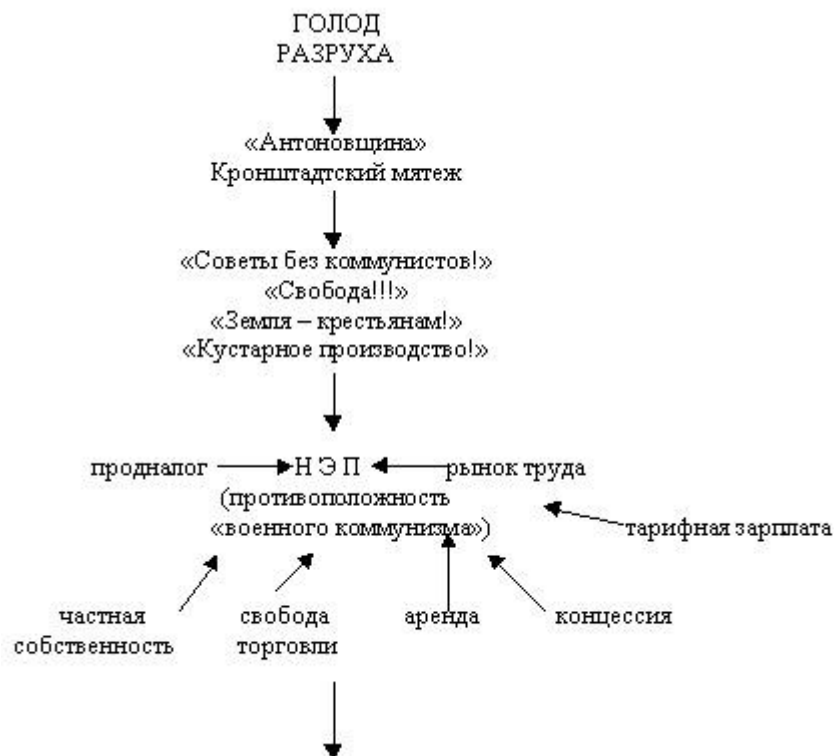 ГОЛОД
РАЗРУХА
«Антоновщина»
Кронштадтский мятеж
«Советы без коммунистов!»
«Свобода!!!»
«Земля – крестьянам!»
«Кустарное производство!»
продналог Н Э П рынок труда
(противоположность
«военного коммунизма») тарифная зарплата
частная свобода аренда концессия
собственность торговли